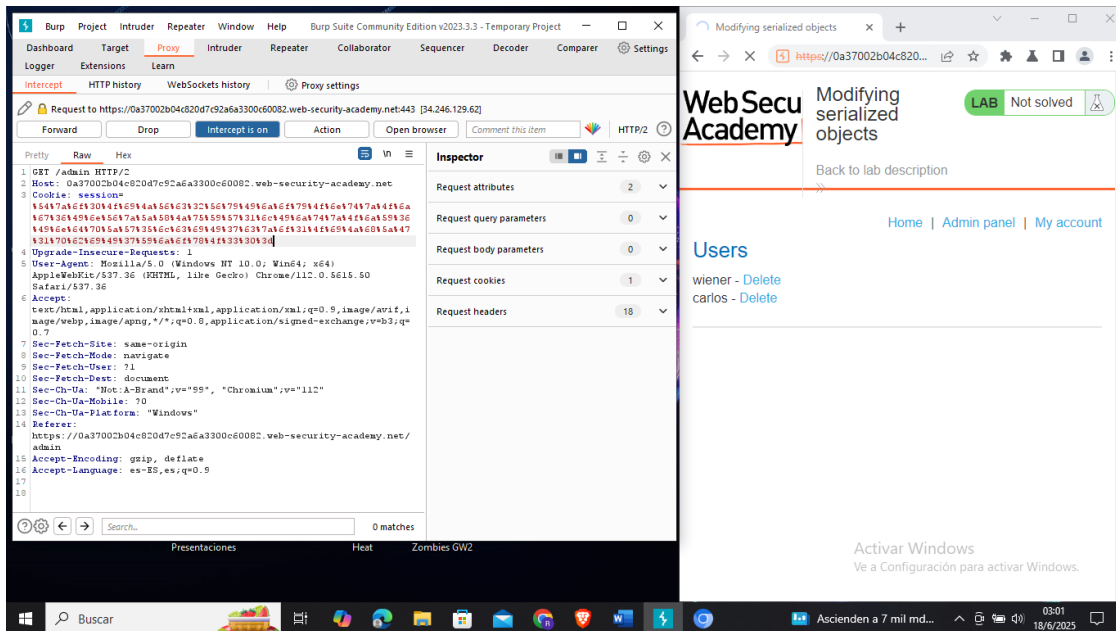 Burp Project Intruder Repeater Window Help Burp Suite Community Edition v2023.3.3 - Temporary Project
Dashboard Target Proxy Intruder Repeater Collaborator Sequencer Decoder Comparer Settings
Logger Extensions Learn
Intercept HTTP history WebSockets history Proxy settings
Request to https://0a37002b04c820d7c92a6a3300c60082.web-security-academy.net:443 [34.246.129.62]
Forward Drop Intercept is on Action Open browser Comment this item HTTP/2
Pretty Raw Hex \n
1 GET /admin HTTP/2
2 Host: 0a37002b04c820d7c92a6a3300c60082.web-security-academy.net
3 Cookie: session=
4 Upgrade-Insecure-Requests: 1
5 User-Agent: Mozilla/5.0 (Windows NT 10.0; Win64; x64)
AppleWebKit/537.36 (KHTML, like Gecko) Chrome/112.0.5615.50
Safari/537.36
6 Accept:
text/html,application/xhtml+xml,application/xml;q=0.9,image/avif,i
mage/webp,image/apng,*/*;q=0.8,application/signed-exchange;v=b3;q=
0.7
7 Sec-Fetch-Site: same-origin
8 Sec-Fetch-Mode: navigate
9 Sec-Fetch-User: ?1
10 Sec-Fetch-Dest: document
11 Sec-Ch-Ua: "Not:A-Brand";v="99", "Chromium";v="112"
12 Sec-Ch-Ua-Mobile: ?0
13 Sec-Ch-Ua-Platform: "Windows"
14 Referer:
https://0a37002b04c820d7c92a6a3300c60082.web-security-academy.net/
admin
15 Accept-Encoding: gzip, deflate
16 Accept-Language: es-ES,es;q=0.9
17
18
Search... 0 matches
Inspector
Request attributes 2
Request query parameters 0
Request body parameters 0
Request cookies 1
Request headers 18
Modifying serialized objects
https://0a37002b04c820...
Web Secu
Academy
Modifying
serialized
objects
LAB Not solved
Back to lab description
Home | Admin panel | My account
Users
wiener - Delete
carlos - Delete
Activar Windows
Ve a Configuración para activar Windows.
Presentaciones Heat Zombies GW2
Buscar
Ascienden a 7 mil md...
03:01
18/6/2025